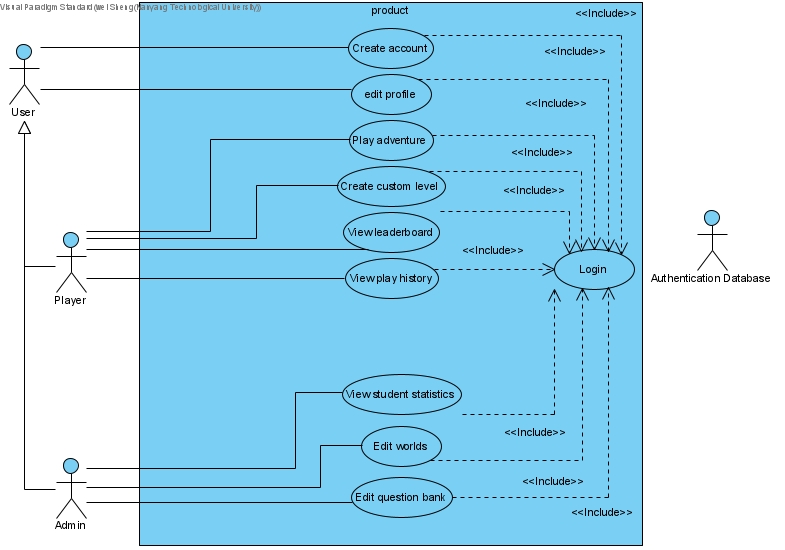 Visual Paradigm Standard(wei Sheng(Nanyang Technological University))
product
<<Include>>
Create account
<<Include>>
User
edit profile
<<Include>>
Play adventure
<<Include>>
Create custom level
<<Include>>
View leaderboard
<<Include>>
Player
View play history
Login
Authentication Database
View student statistics
<<Include>>
Edit worlds
<<Include>>
Admin
Edit question bank
<<Include>>